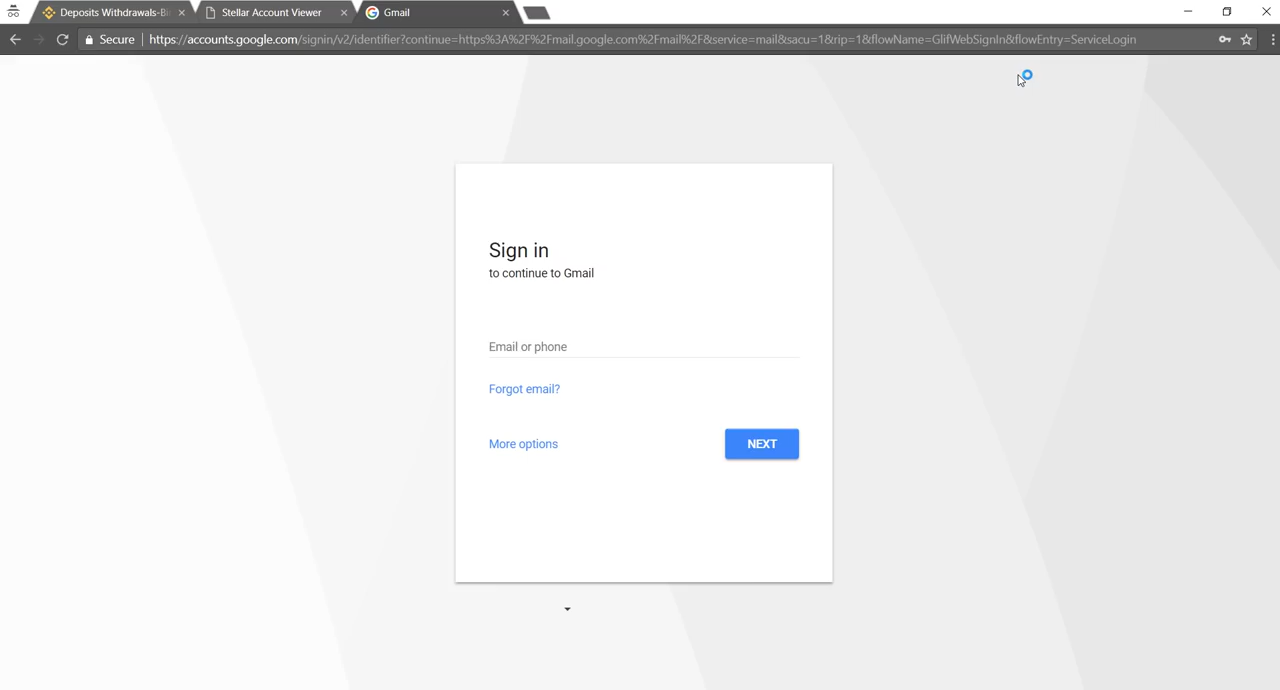 Deposits Withdrawals-Bi
Stellar Account Viewer
Gmail
Secure
https://accounts.google.com/signin/v2/identifier?continue=https%3A%2F%2Fmail.google.com%2Fmail%2F&service=mail&sacu=1&rip=1&flowName=GlifWebSignIn&flowEntry=ServiceLogin
Sign in
to continue to Gmail
Email or phone
Forgot email?
More options
NEXT